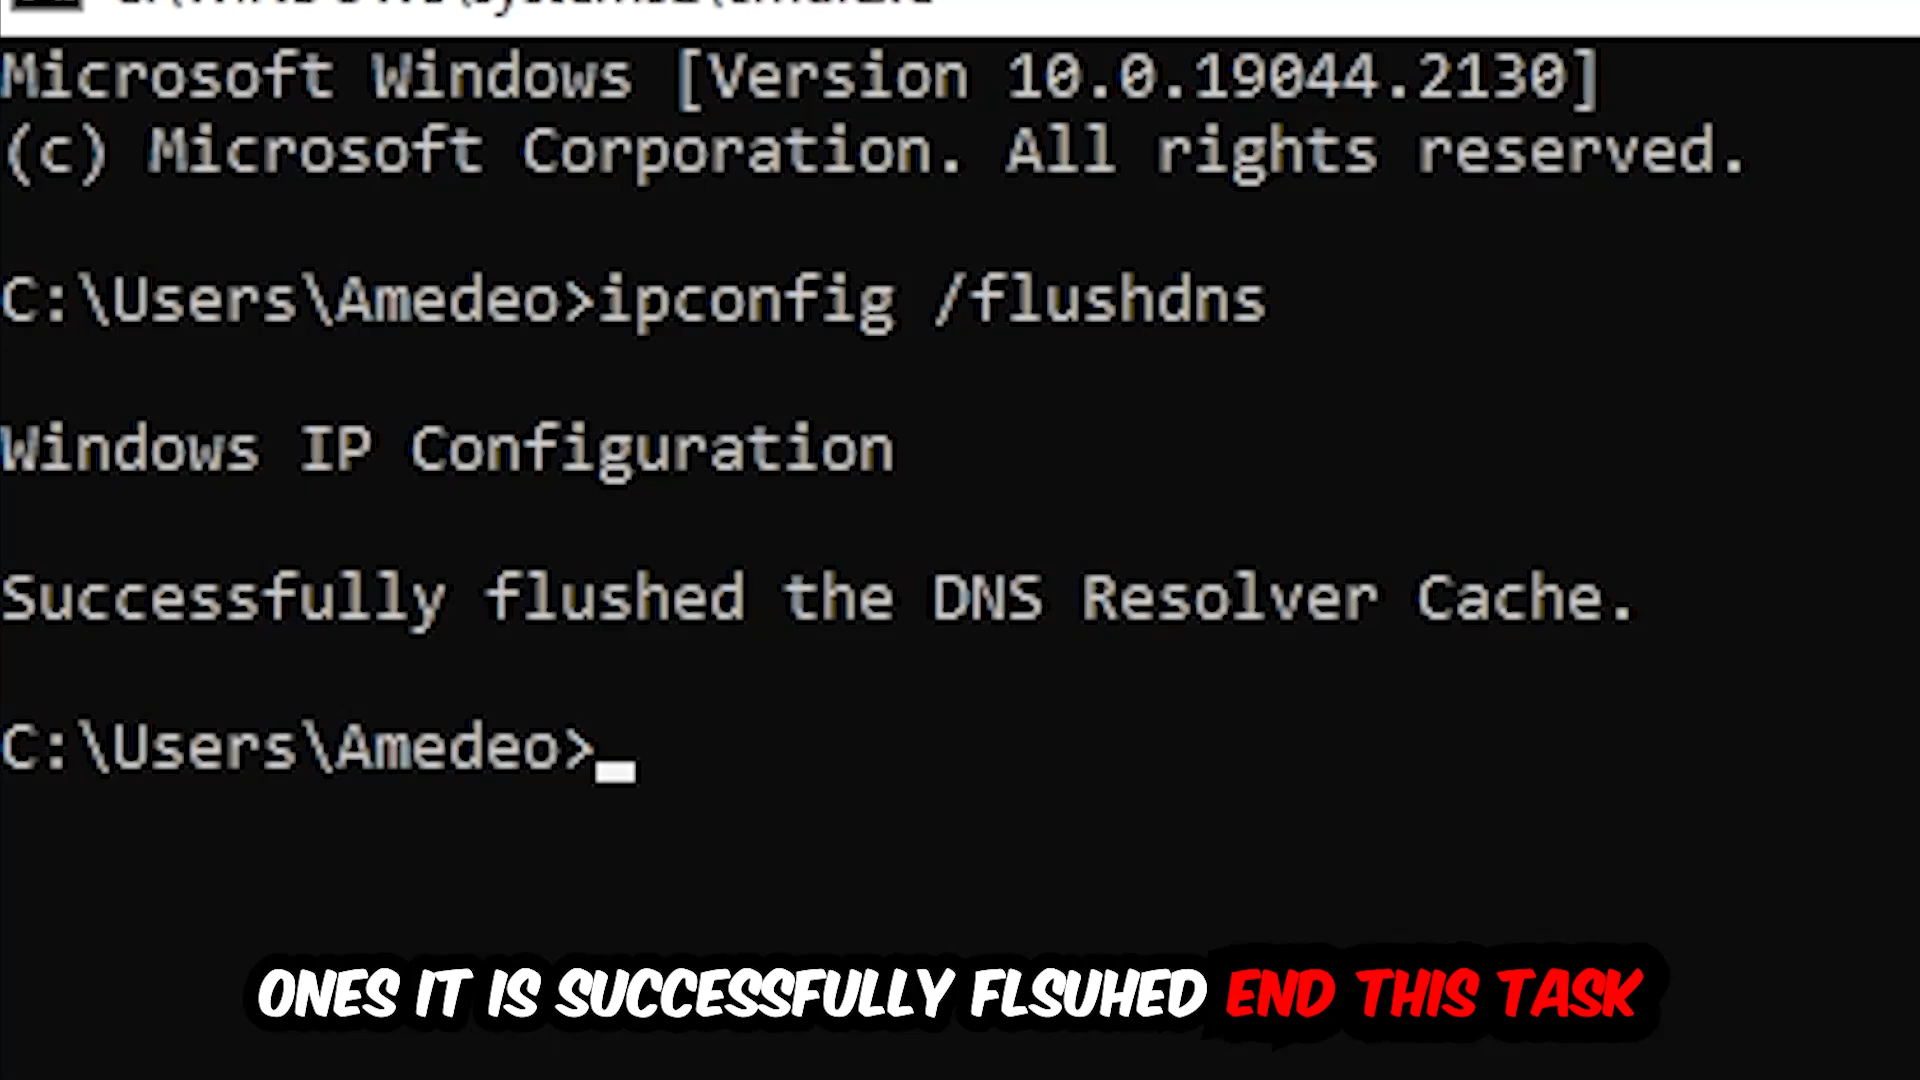 Microsoft Windows [Version 10.0.19044.2130]
(c) Microsoft Corporation. All rights reserved.
C:\Users\Amedeo>ipconfig /flushdns
Windows IP Configuration
Successfully flushed the DNS Resolver Cache.
C:\Users\Amedeo>
ONES IT IS SUCCESSFULLY FLSUHED END THIS TASK